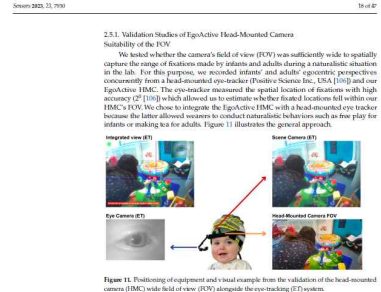 Sensors 2023, 23, 7930
16 of 47
2.5.1. Validation Studies of EgoActive Head-Mounted Camera
Suitability of the FOV
We tested whether the camera's field of view (FOV) was sufficiently wide to spatially
capture the range of fixations made by infants and adults during a naturalistic situation
in the lab. For this purpose, we recorded infants' and adults' egocentric perspectives
concurrently from a head-mounted eye-tracker (Positive Science Inc., USA [106]) and our
EgoActive HMC. The eye-tracker measured the spatial location of fixations with high
accuracy (2⁰ [106]) which allowed us to estimate whether fixated locations fell within our
HMC's FOV. We chose to integrate the EgoActive HMC with a head-mounted eye tracker
because the latter allowed wearers to conduct naturalistic behaviors such as free play for
infants or making tea for adults. Figure 11 illustrates the general approach.
Integrated view (ET)
Scene Camera (ET)
Eye Camera (ET)
Head-Mounted Camera FOV
Figure 11. Positioning of equipment and visual example from the validation of the head-mounted
camera (HMC) wide field of view (FOV) alongside the eye-tracking (ET) system.